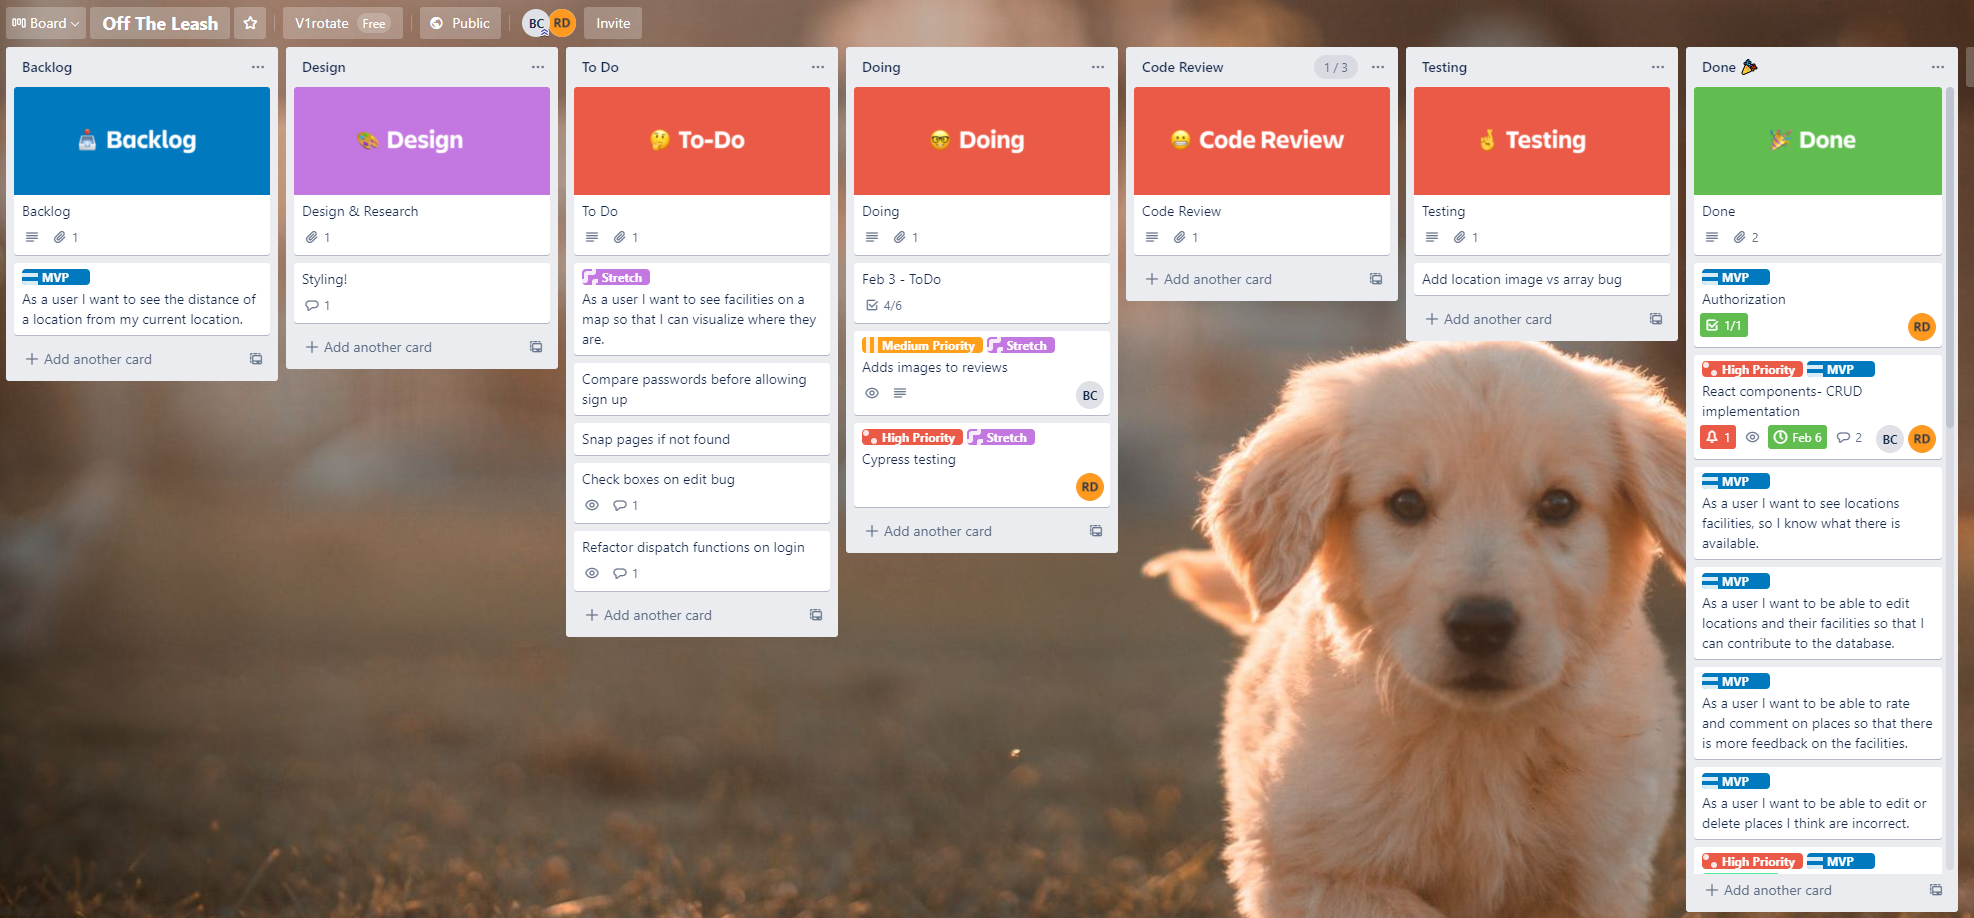 Board
Off The Leash
V1rotate Free
Public
BC RD
Invite
Backlog
Backlog
Backlog
1
MVP
As a user I want to see the distance of
a location from my current location.
Add another card
Design
Design
Design & Research
1
Styling!
1
Add another card
To Do
To-Do
To Do
1
Stretch
As a user I want to see facilities on a
map so that I can visualize where they
are.
Compare passwords before allowing
sign up
Snap pages if not found
Check boxes on edit bug
1
Refactor dispatch functions on login
1
Add another card
Doing
Doing
Doing
1
Feb 3 - ToDo
4/6
Medium Priority Stretch
Adds images to reviews
BC
High Priority Stretch
Cypress testing
RD
Add another card
Code Review 1 / 3
Code Review
Code Review
1
Add another card
Testing
Testing
Testing
1
Add location image vs array bug
Add another card
Done
Done
Done
2
MVP
Authorization
1/1 RD
High Priority MVP
React components- CRUD
implementation
1 Feb 6 2 BC RD
MVP
As a user I want to see locations
facilities, so I know what there is
available.
MVP
As a user I want to be able to edit
locations and their facilities so that I
can contribute to the database.
MVP
As a user I want to be able to rate
and comment on places so that there
is more feedback on the facilities.
MVP
As a user I want to be able to edit or
delete places I think are incorrect.
High Priority MVP
Add another card